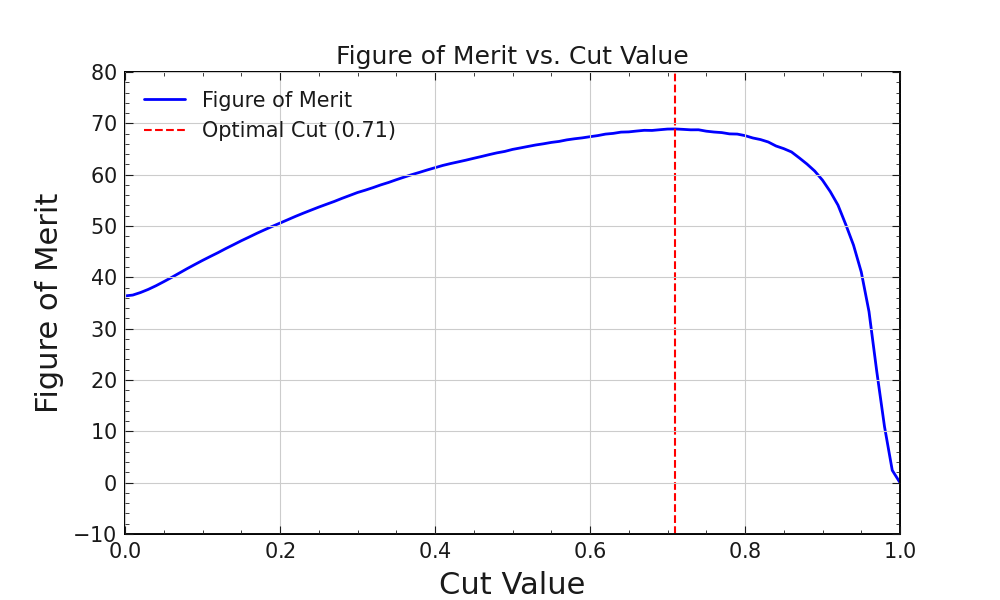 Figure of Merit vs. Cut Value
Figure of Merit
Optimal Cut (0.71)
Figure of Merit
80
70
60
50
40
30
20
10
0
−10
0.0 0.2 0.4 0.6 0.8 1.0
Cut Value